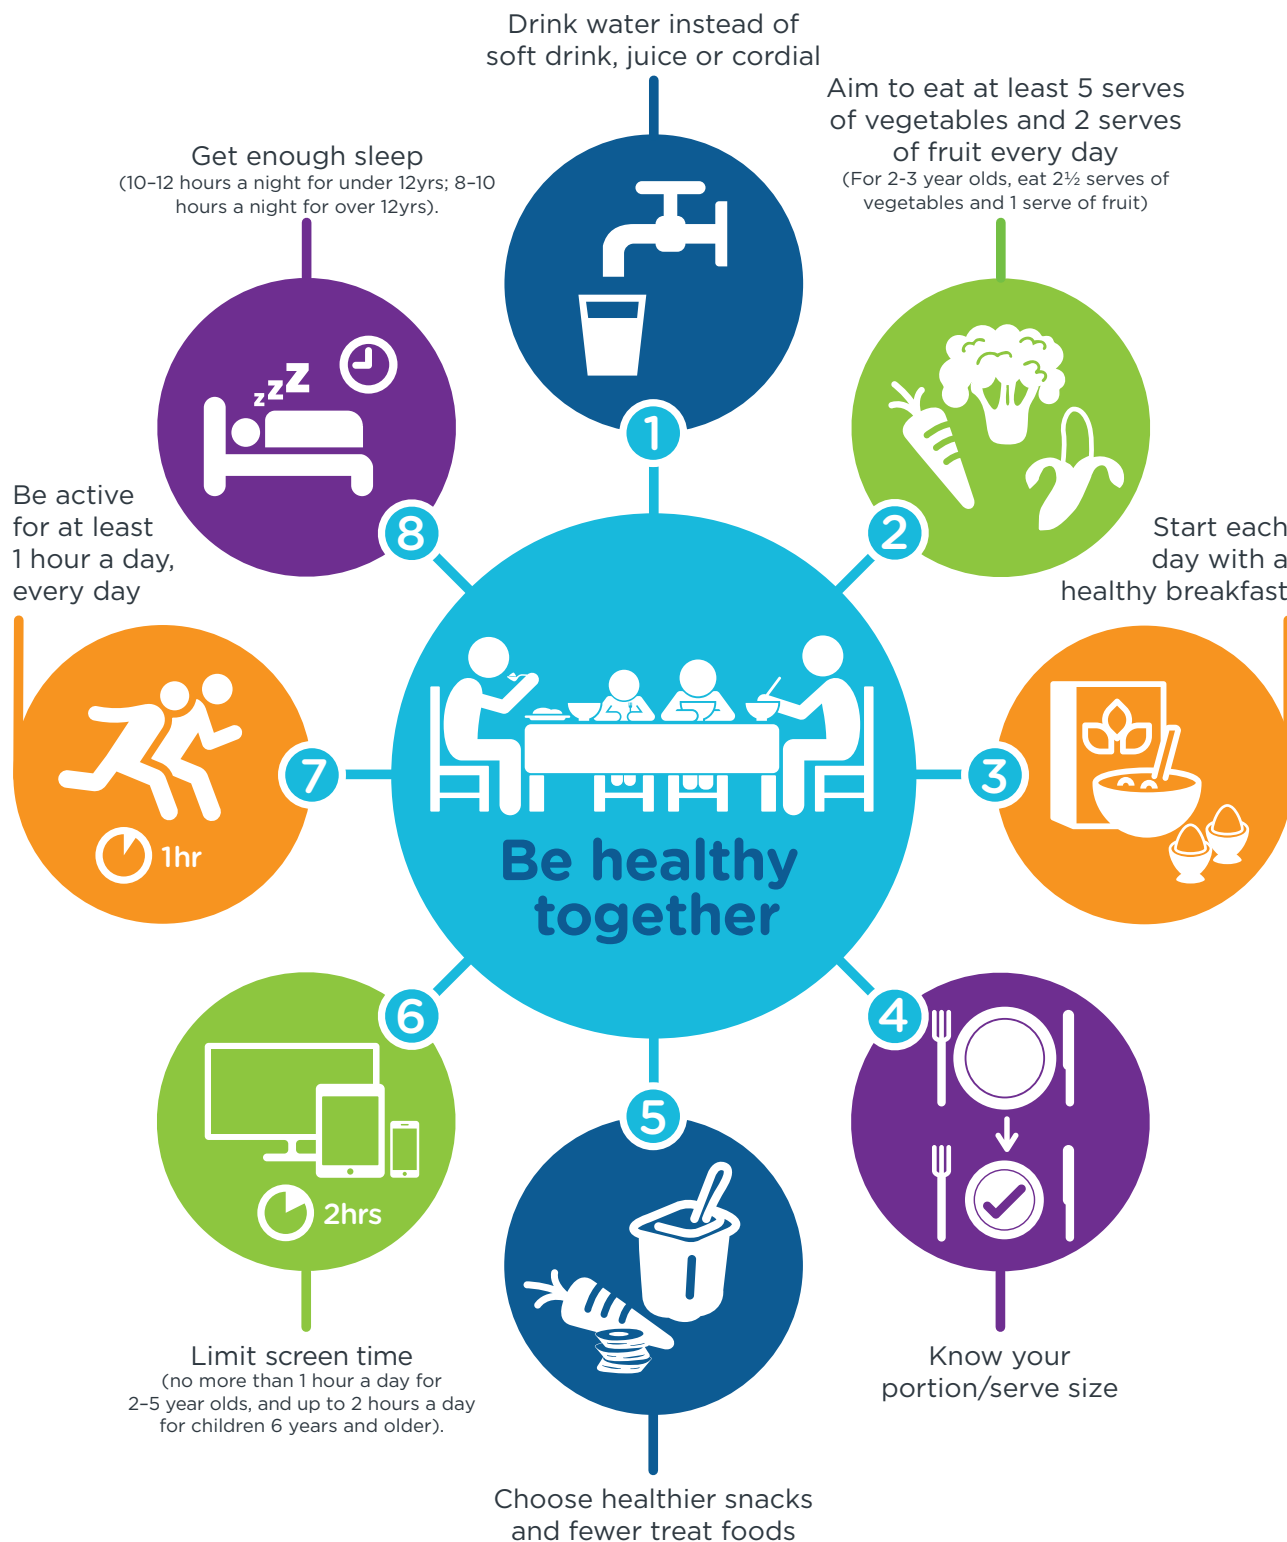 Drink water instead of
soft drink, juice or cordial
1
Aim to eat at least 5 serves
of vegetables and 2 serves
of fruit every day
(For 2-3 year olds, eat 2½ serves of
vegetables and 1 serve of fruit)
2
Start each
day with a
healthy breakfast
3
Know your
portion/serve size
4
Choose healthier snacks
and fewer treat foods
5
Limit screen time
(no more than 1 hour a day for
2–5 year olds, and up to 2 hours a day
for children 6 years and older).
6
2hrs
Be active
for at least
1 hour a day,
every day
7
1hr
Get enough sleep
(10–12 hours a night for under 12yrs; 8–10
hours a night for over 12yrs).
8
zzz
Be healthy
together